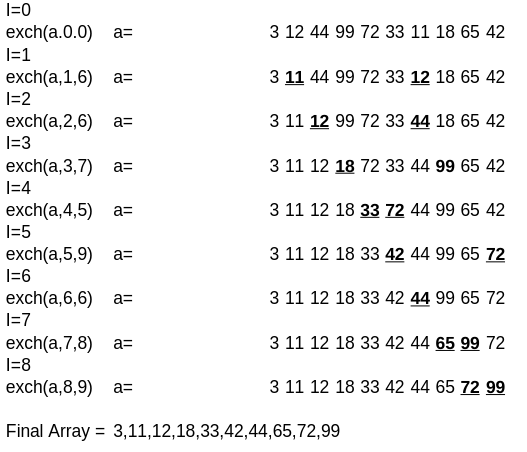 I=0
exch(a.0.0) a= 3 12 44 99 72 33 11 18 65 42
I=1
exch(a,1,6) a= 3 11 44 99 72 33 12 18 65 42
I=2
exch(a,2,6) a= 3 11 12 99 72 33 44 18 65 42
I=3
exch(a,3,7) a= 3 11 12 18 72 33 44 99 65 42
I=4
exch(a,4,5) a= 3 11 12 18 33 72 44 99 65 42
I=5
exch(a,5,9) a= 3 11 12 18 33 42 44 99 65 72
I=6
exch(a,6,6) a= 3 11 12 18 33 42 44 99 65 72
I=7
exch(a,7,8) a= 3 11 12 18 33 42 44 65 99 72
I=8
exch(a,8,9) a= 3 11 12 18 33 42 44 65 72 99
Final Array = 3,11,12,18,33,42,44,65,72,99